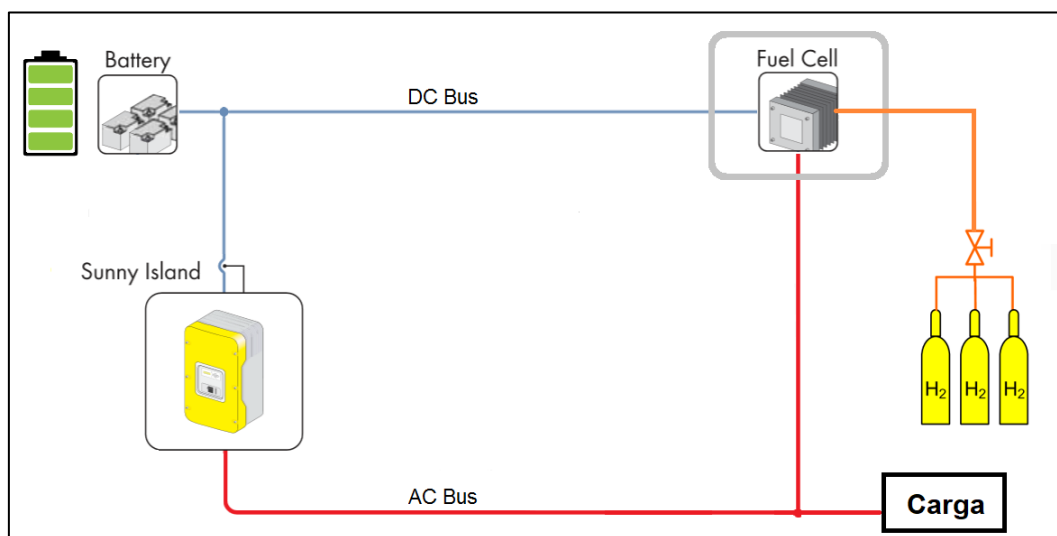 Battery
DC Bus
Fuel Cell
Sunny Island
H2
H2
H2
AC Bus
Carga